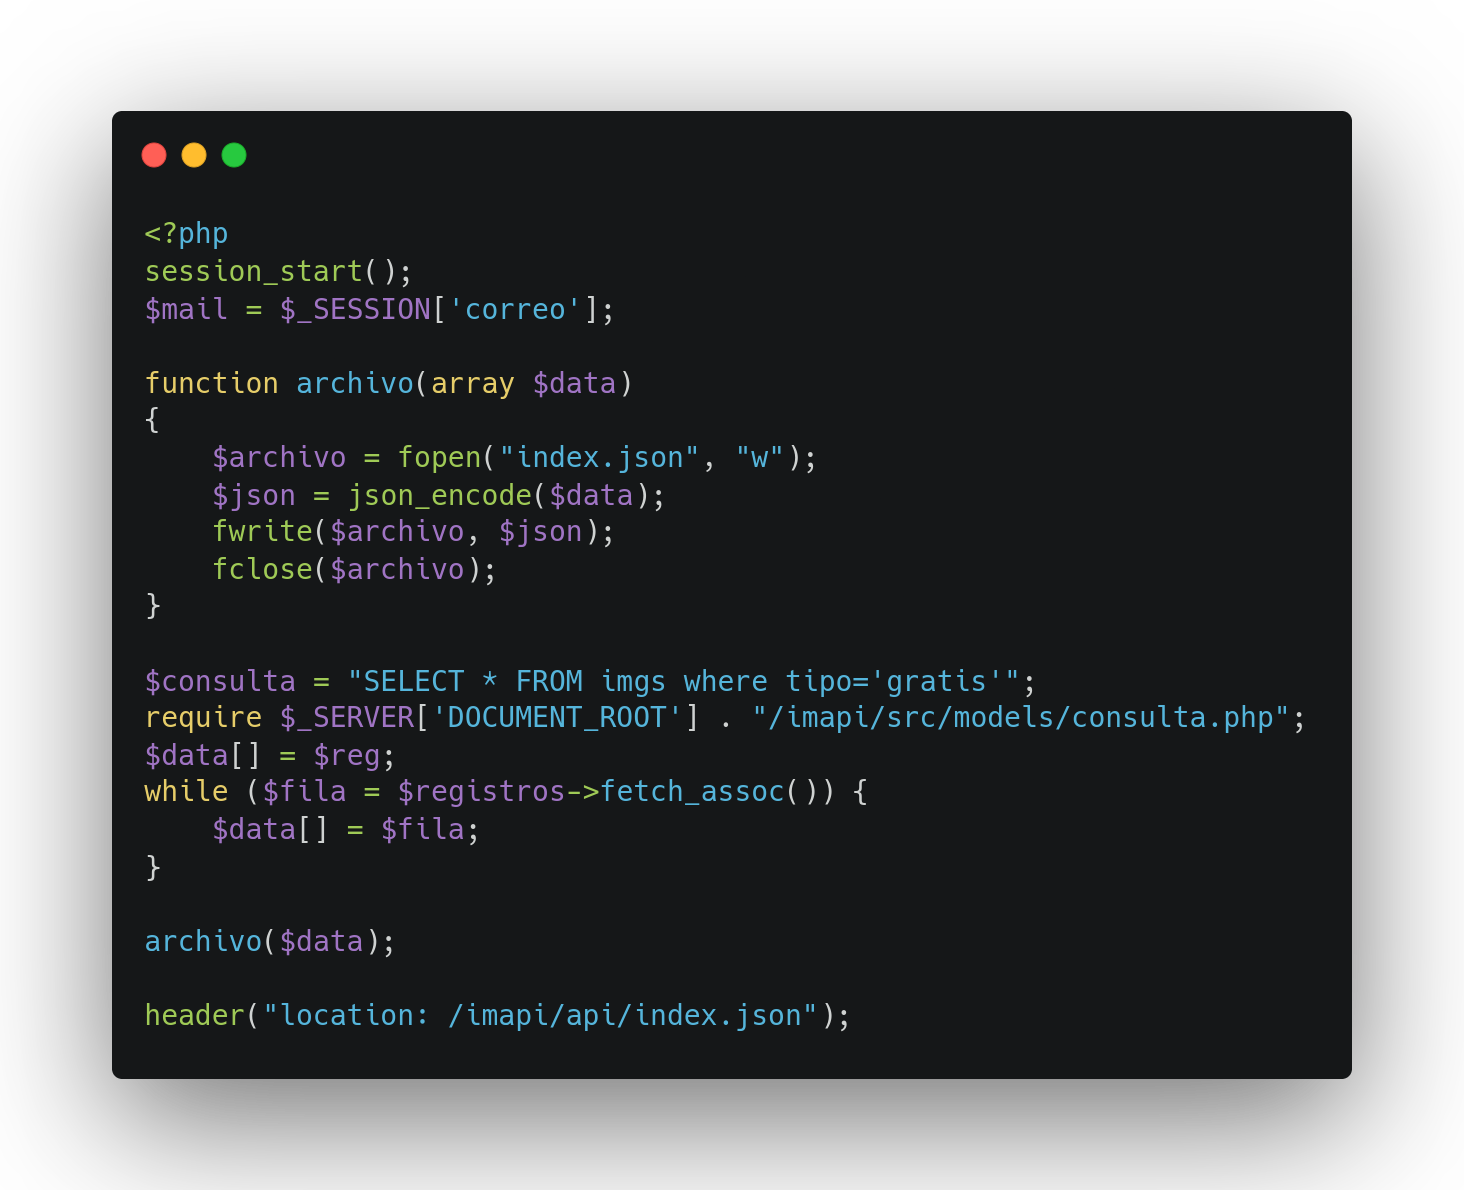 <?php
session_start();
$mail = $_SESSION['correo'];
function archivo(array $data)
{
    $archivo = fopen("index.json", "w");
    $json = json_encode($data);
    fwrite($archivo, $json);
    fclose($archivo);
}
$consulta = "SELECT * FROM imgs where tipo='gratis'";
require $_SERVER['DOCUMENT_ROOT'] . "/imapi/src/models/consulta.php";
$data[] = $reg;
while ($fila = $registros->fetch_assoc()) {
    $data[] = $fila;
}
archivo($data);
header("location: /imapi/api/index.json");